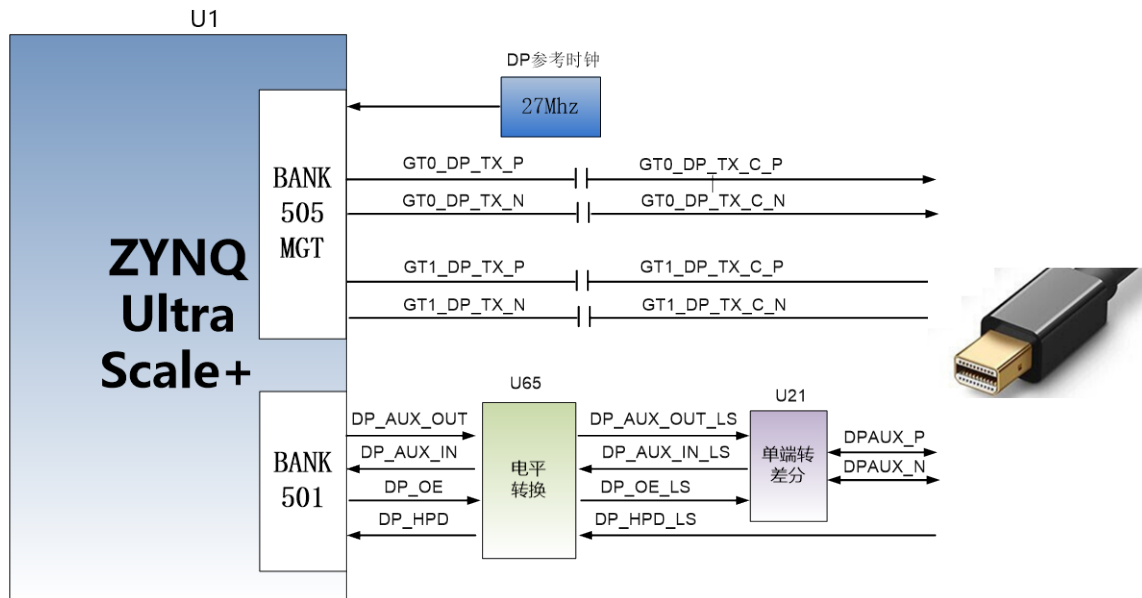 U1
DP参考时钟
27Mhz
BANK
505
MGT
GT0_DP_TX_P
GT0_DP_TX_C_P
GT0_DP_TX_N
GT0_DP_TX_C_N
GT1_DP_TX_P
GT1_DP_TX_C_P
GT1_DP_TX_N
GT1_DP_TX_C_N
ZYNQ
Ultra
Scale+
BANK
501
DP_AUX_OUT
DP_AUX_IN
DP_OE
DP_HPD
U65
电平
转换
DP_AUX_OUT_LS
DP_AUX_IN_LS
DP_OE_LS
DP_HPD_LS
U21
单端转
差分
DPAUX_P
DPAUX_N